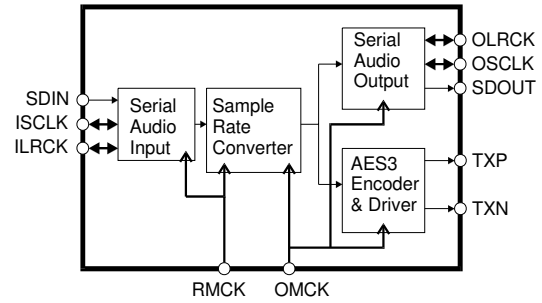 Serial
Audio
Output
OLRCK
OSCLK
SDOUT
SDIN
ISCLK
ILRCK
Serial
Audio
Input
Sample
Rate
Converter
AES3
Encoder
& Driver
TXP
TXN
RMCK
OMCK